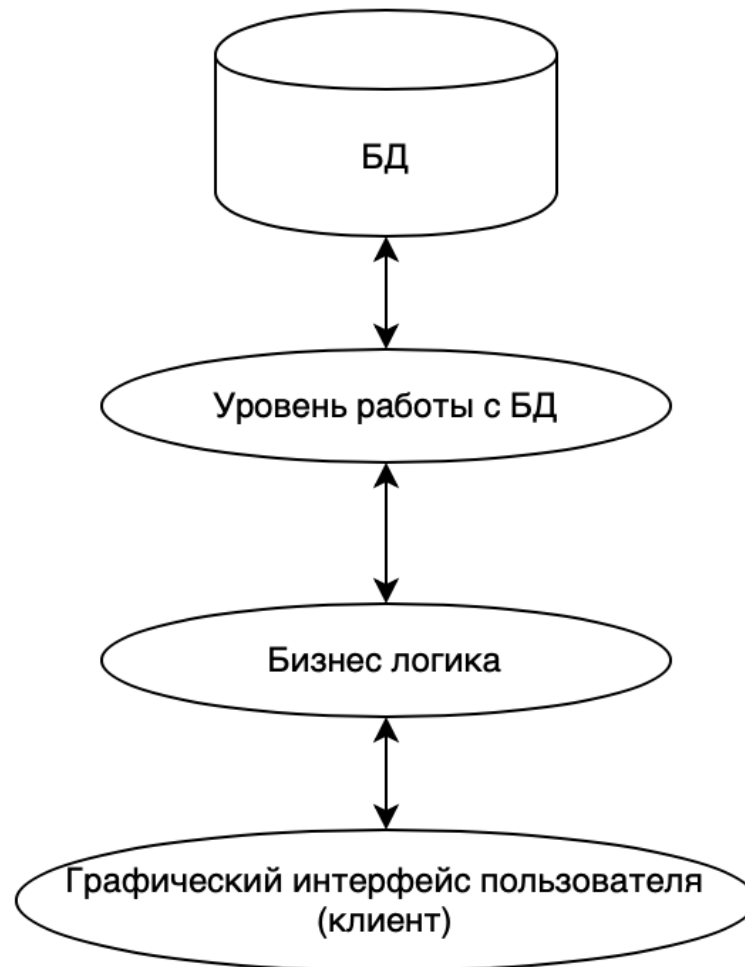 БД
Уровень работы с БД
Бизнес логика
Графический интерфейс пользователя
(клиент)